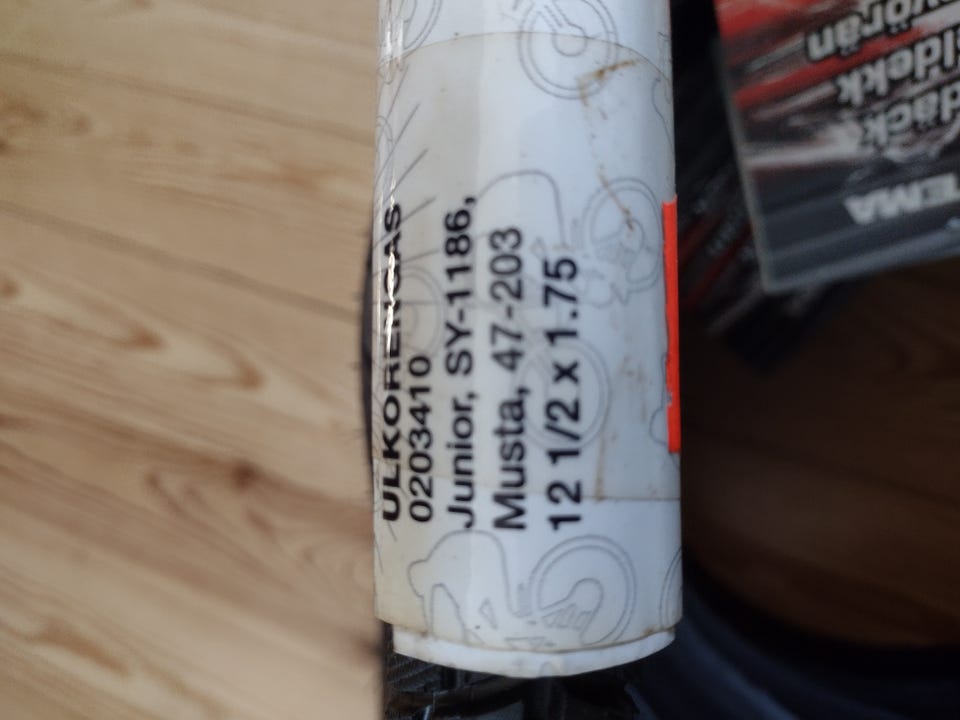 ULKORENGAS
0203410
Junior, SY-1186,
Musta, 47-203
12 1/2 x 1.75